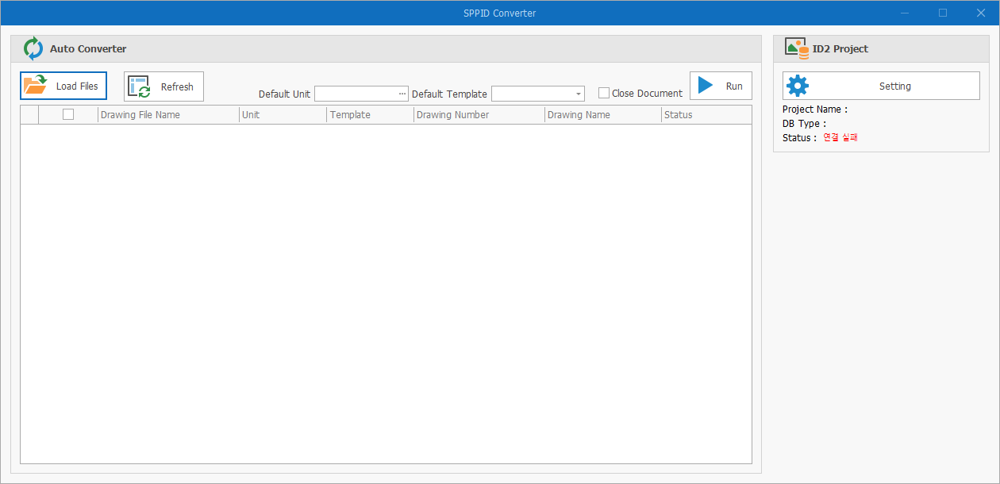 SPPID Converter
Auto Converter
Load Files
Refresh
Default Unit
Default Template
Close Document
Run
Drawing File Name
Unit
Template
Drawing Number
Drawing Name
Status
ID2 Project
Setting
Project Name :
DB Type :
Status : 연결 실패